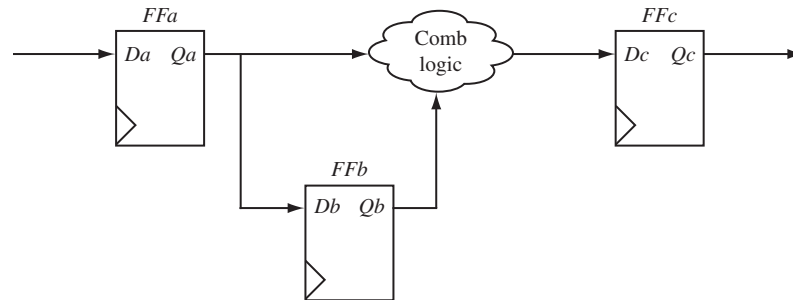 FFa
FFc
Da Qa
Comb
logic
Dc Qc
FFb
Db Qb